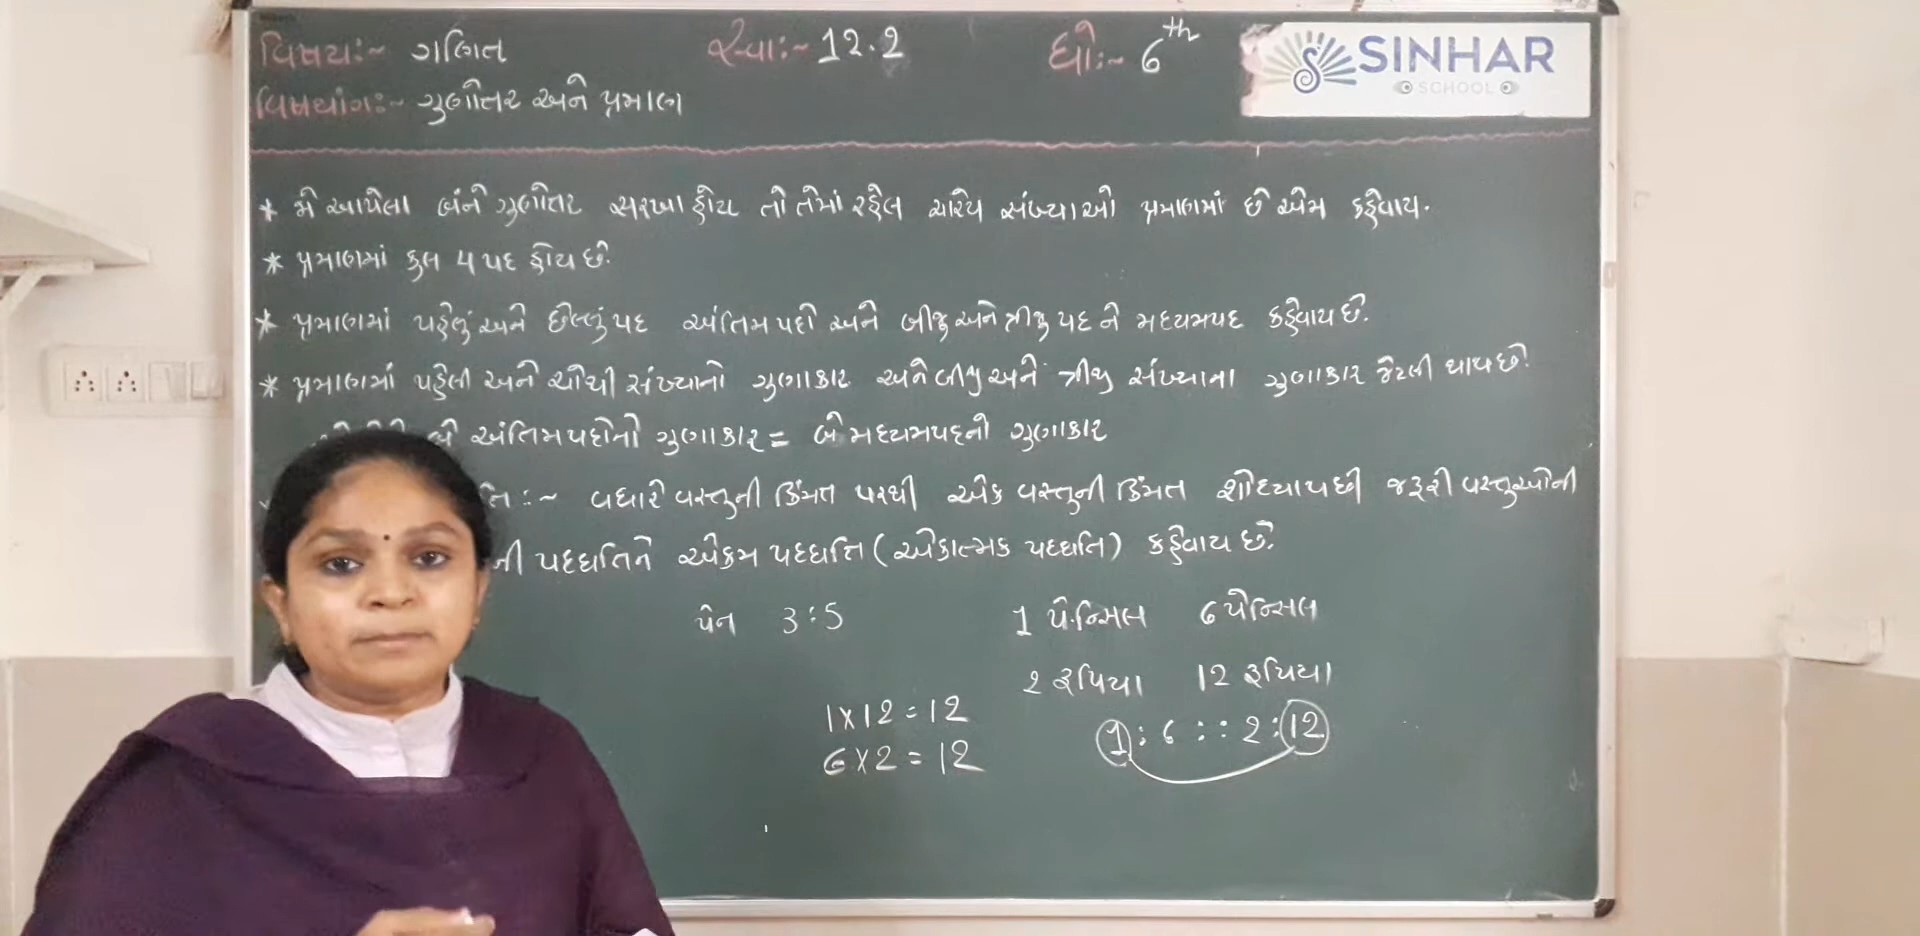 વિષય:~ ગણિત સ્વા:~ 12.2 ધો:~ 6th
SINHAR
SCHOOL
વિષયાંગ:~ ગુણોત્તર અને પ્રમાણ
* જો આપેલા બંને ગુણોત્તર સરખા હોય તો તેમાં રહેલ ચારેય સંખ્યાઓ પ્રમાણમાં છે એમ કહેવાય.
* પ્રમાણમાં કુલ 4 પદ હોય છે.
* પ્રમાણમાં પહેલું અને છેલ્લું પદ અંતિમ પદો અને બીજુ અને ત્રીજુ પદ ને મધ્યમપદ કહેવાય છે.
* પ્રમાણમાં પહેલી અને ચોથી સંખ્યાનો ગુણાકાર અને બીજી અને ત્રીજી સંખ્યાના ગુણાકાર જેટલી થાય છે.
બે અંતિમપદોનો ગુણાકાર = બે મધ્યમપદનો ગુણાકાર
તિ:~ વધારે વસ્તુની કિંમત પરથી એક વસ્તુની કિંમત શોધ્યા પછી જરૂરી વસ્તુઓની
ની પદ્ધતિને એકમ પદ્ધતિ (એકાત્મક પદ્ધતિ) કહેવાય છે.
પેન 3:5 1 પેન્સિલ 6 પેન્સિલ
2 રૂપિયા 12 રૂપિયા
1x12=12
1:6::2:12
6x2=12